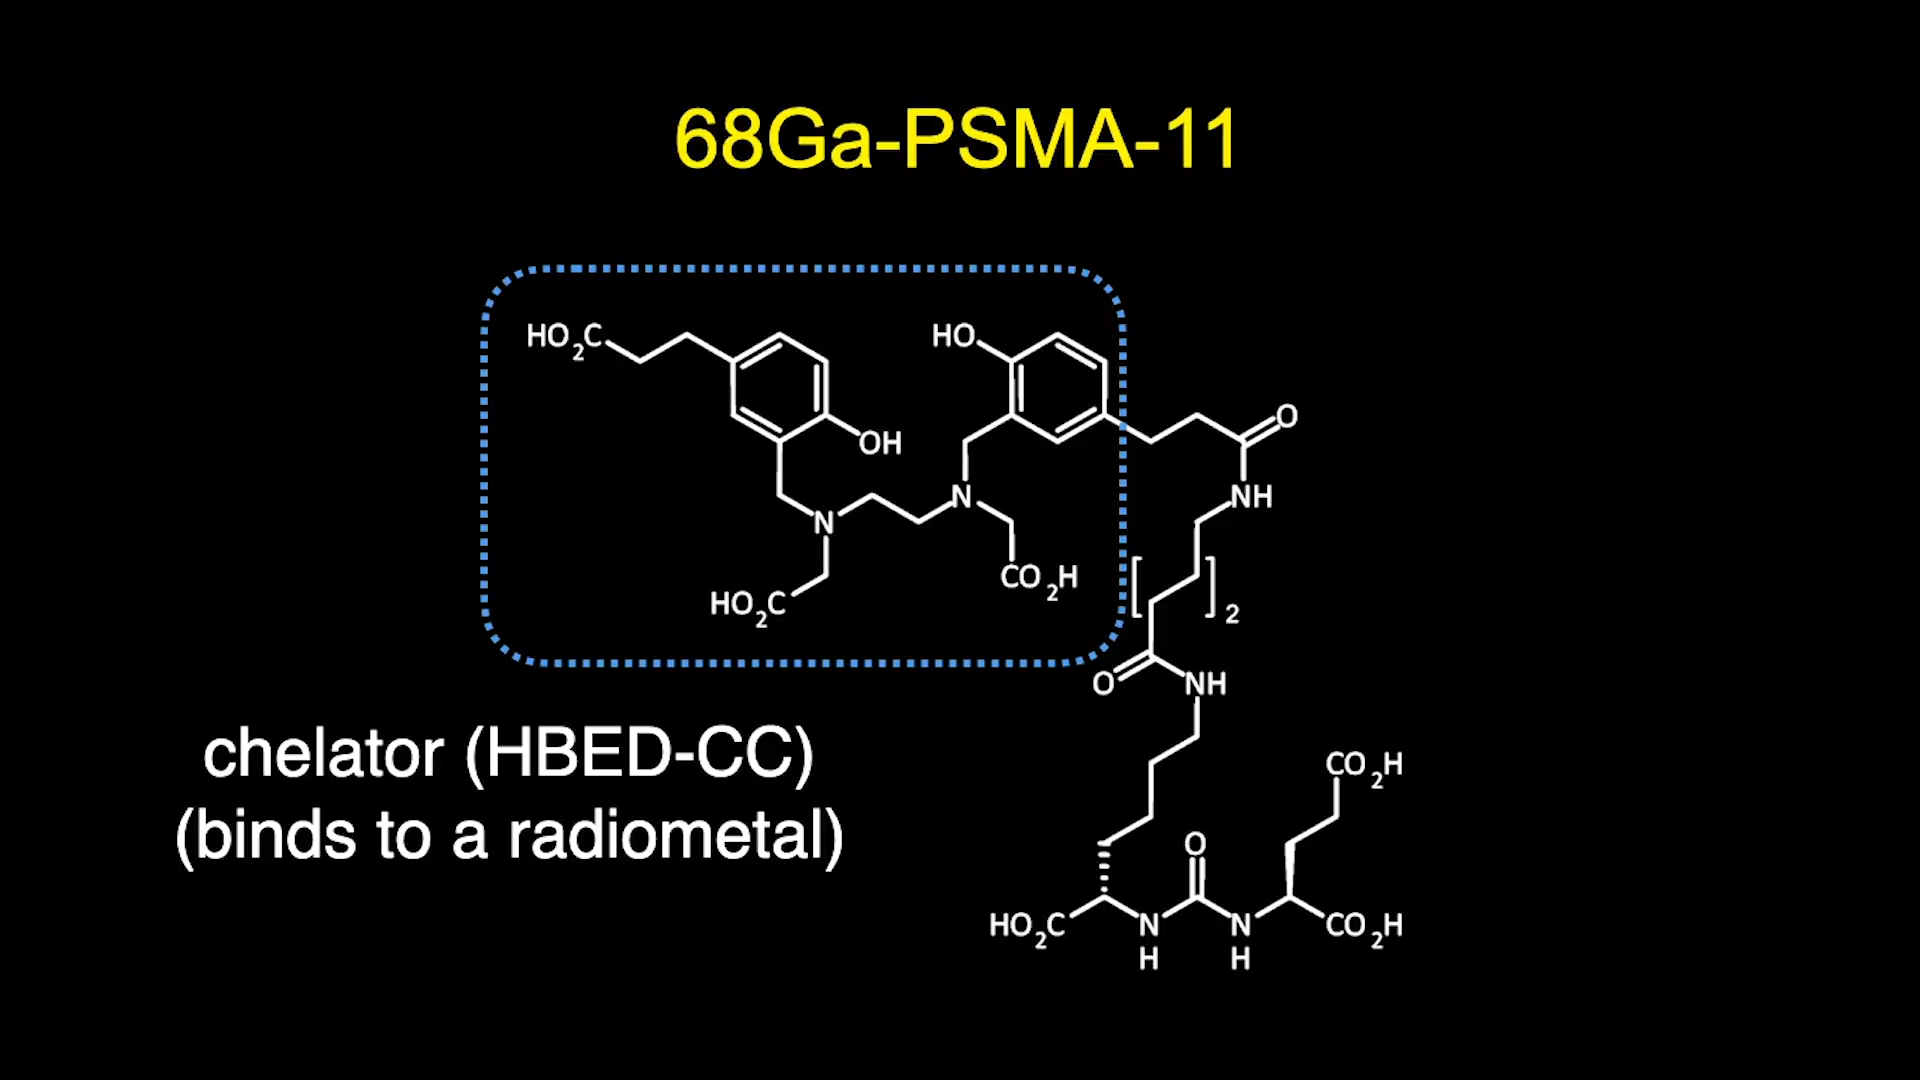 68Ga-PSMA-11
HO2C
HO
O
OH
N
N
NH
HO2C
CO2H
[ ]2
O
NH
chelator (HBED-CC)
(binds to a radiometal)
CO2H
O
HO2C
N
H
N
H
CO2H